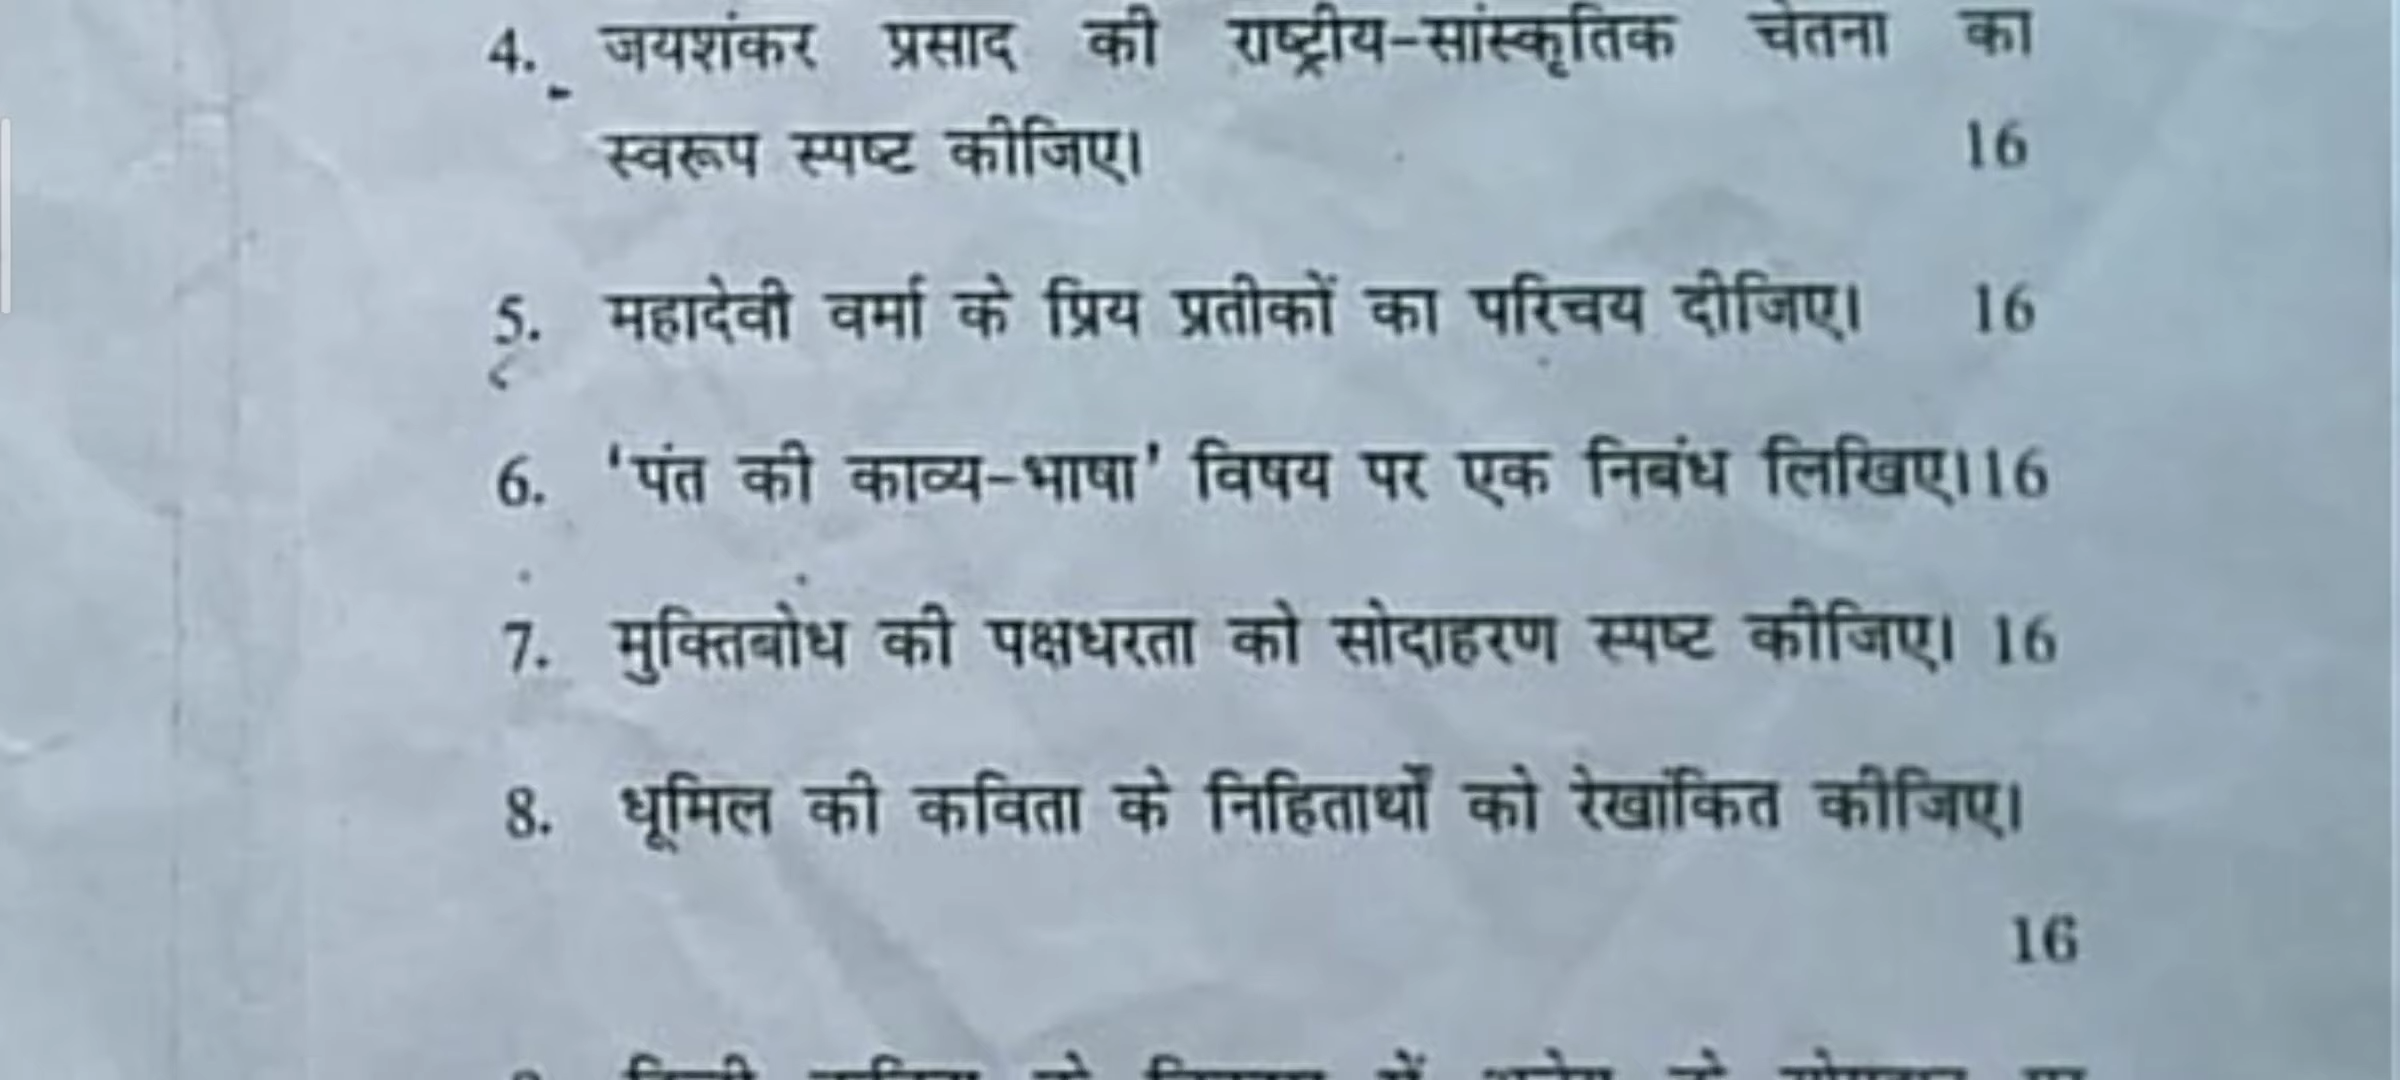 4. जयशंकर प्रसाद की राष्ट्रीय-सांस्कृतिक चेतना का
स्वरूप स्पष्ट कीजिए। 16
5. महादेवी वर्मा के प्रिय प्रतीकों का परिचय दीजिए। 16
6. 'पंत की काव्य-भाषा' विषय पर एक निबंध लिखिए।16
7. मुक्तिबोध की पक्षधरता को सोदाहरण स्पष्ट कीजिए। 16
8. धूमिल की कविता के निहितार्थों को रेखांकित कीजिए।
16